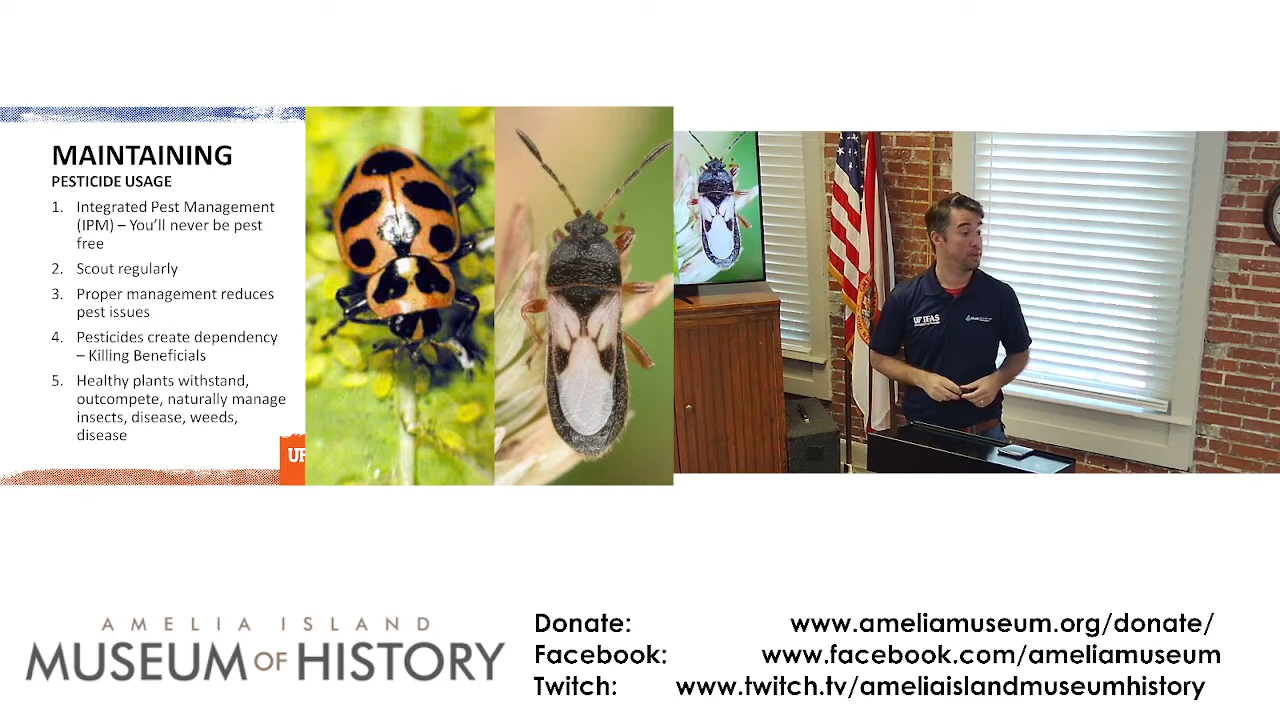 MAINTAINING
PESTICIDE USAGE
1. Integrated Pest Management
(IPM) – You'll never be pest
free
2. Scout regularly
3. Proper management reduces
pest issues
4. Pesticides create dependency
– Killing Beneficials
5. Healthy plants withstand,
outcompete, naturally manage
insects, disease, weeds,
disease
UF
UF IFAS
AMELIA ISLAND
MUSEUM OF HISTORY
Donate: www.ameliamuseum.org/donate/
Facebook: www.facebook.com/ameliamuseum
Twitch: www.twitch.tv/ameliaislandmuseumhistory